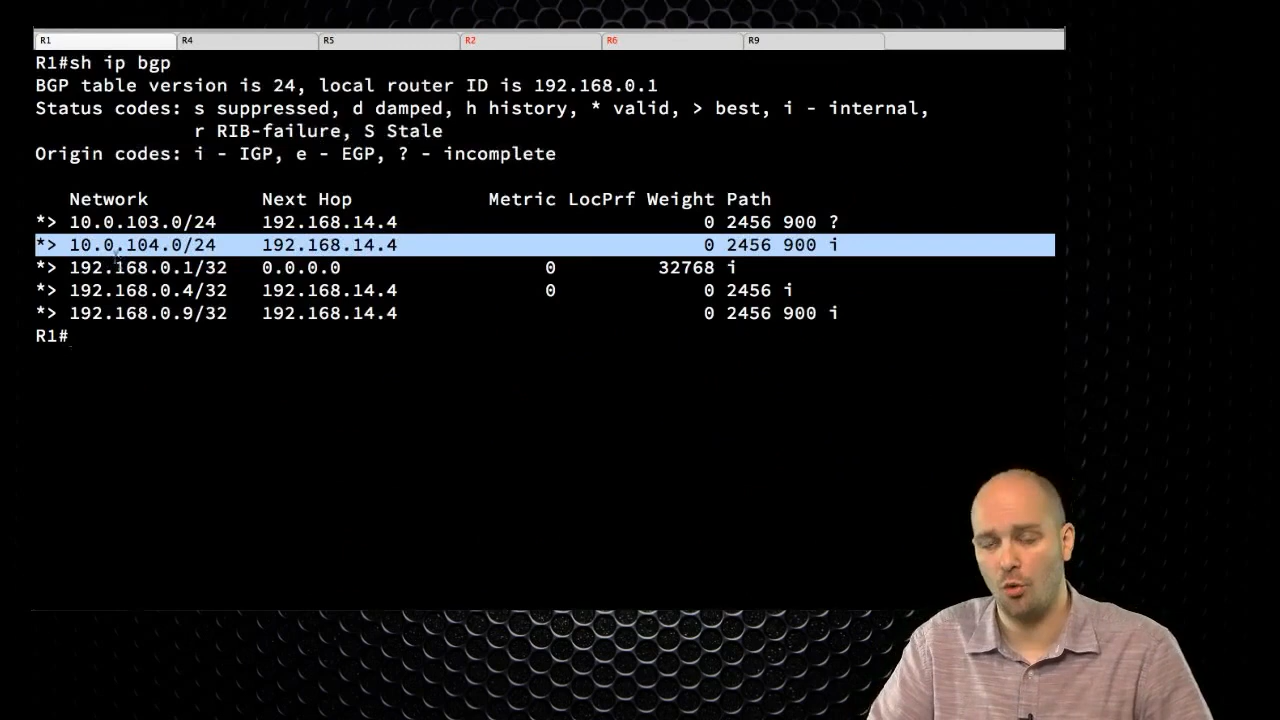 R1 R4 R5 R2 R6 R9
R1#sh ip bgp
BGP table version is 24, local router ID is 192.168.0.1
Status codes: s suppressed, d damped, h history, * valid, > best, i - internal,
r RIB-failure, S Stale
Origin codes: i - IGP, e - EGP, ? - incomplete
Network Next Hop Metric LocPrf Weight Path
*> 10.0.103.0/24 192.168.14.4 0 2456 900 ?
*> 10.0.104.0/24 192.168.14.4 0 2456 900 i
*> 192.168.0.1/32 0.0.0.0 0 32768 i
*> 192.168.0.4/32 192.168.14.4 0 0 2456 i
*> 192.168.0.9/32 192.168.14.4 0 2456 900 i
R1#